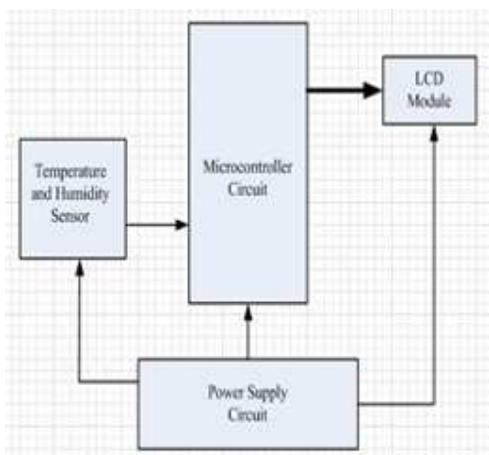 LCD
Module
Temperature
and Humidity
Sensor
Microcontroller
Circuit
Power Supply
Circuit